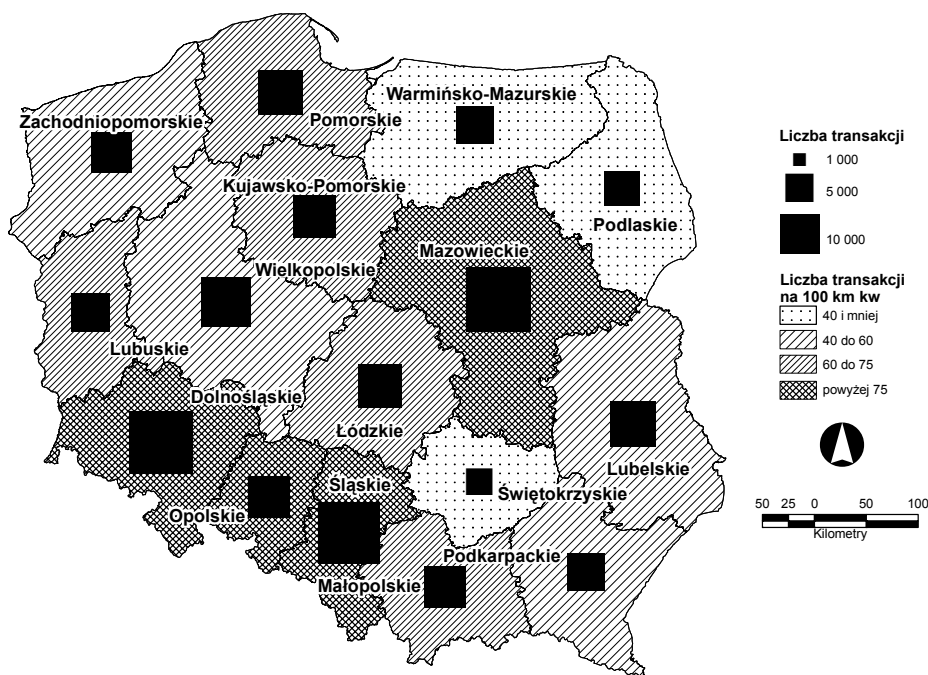 Warmińsko-Mazurskie
Zachodniopomorskie
Pomorskie
Kujawsko-Pomorskie
Podlaskie
Mazowieckie
Wielkopolskie
Lubuskie
Dolnośląskie
Łódzkie
Lubelskie
Śląskie
Świętokrzyskie
Opolskie
Podkarpackie
Małopolskie
Liczba transakcji
1 000
5 000
10 000
Liczba transakcji
na 100 km kw
40 i mniej
40 do 60
60 do 75
powyżej 75
50 25 0 50 100
Kilometry